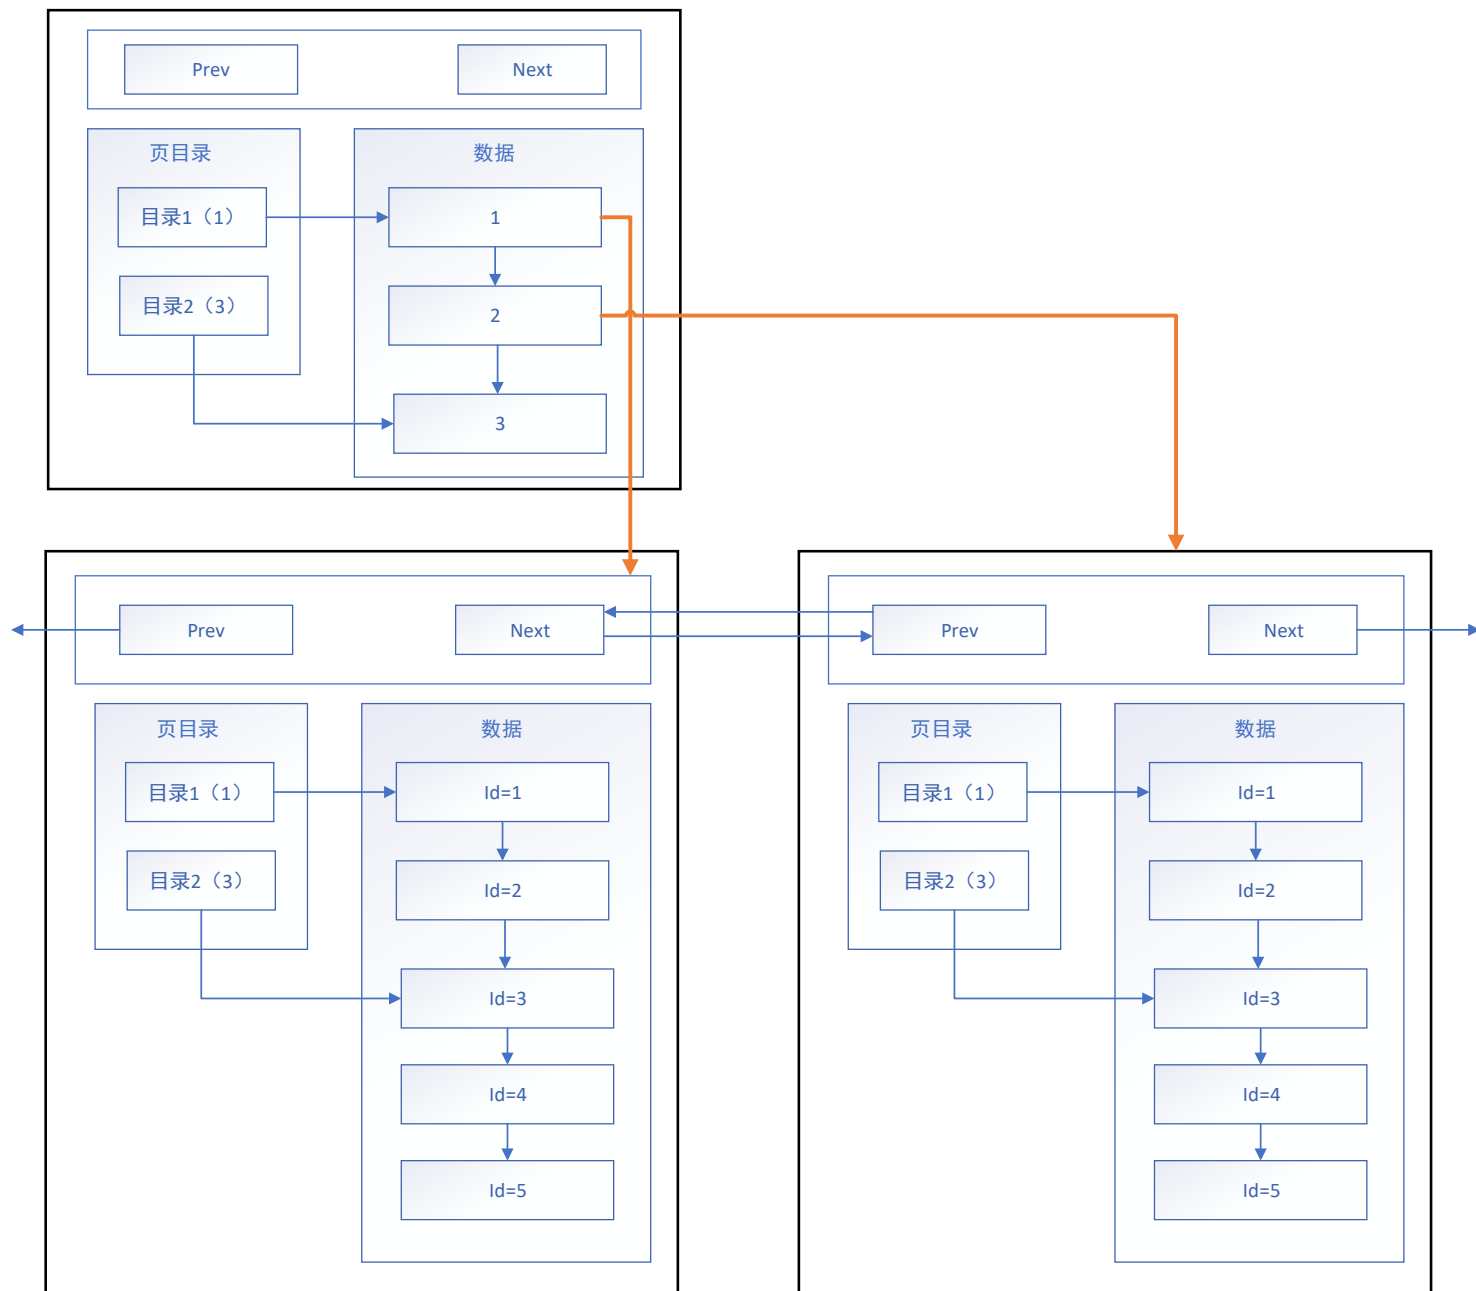 Prev
Next
页目录
数据
目录1（1）
1
目录2（3）
2
3
Prev
Next
页目录
数据
目录1（1）
Id=1
目录2（3）
Id=2
Id=3
Id=4
Id=5
Prev
Next
页目录
数据
目录1（1）
Id=1
目录2（3）
Id=2
Id=3
Id=4
Id=5